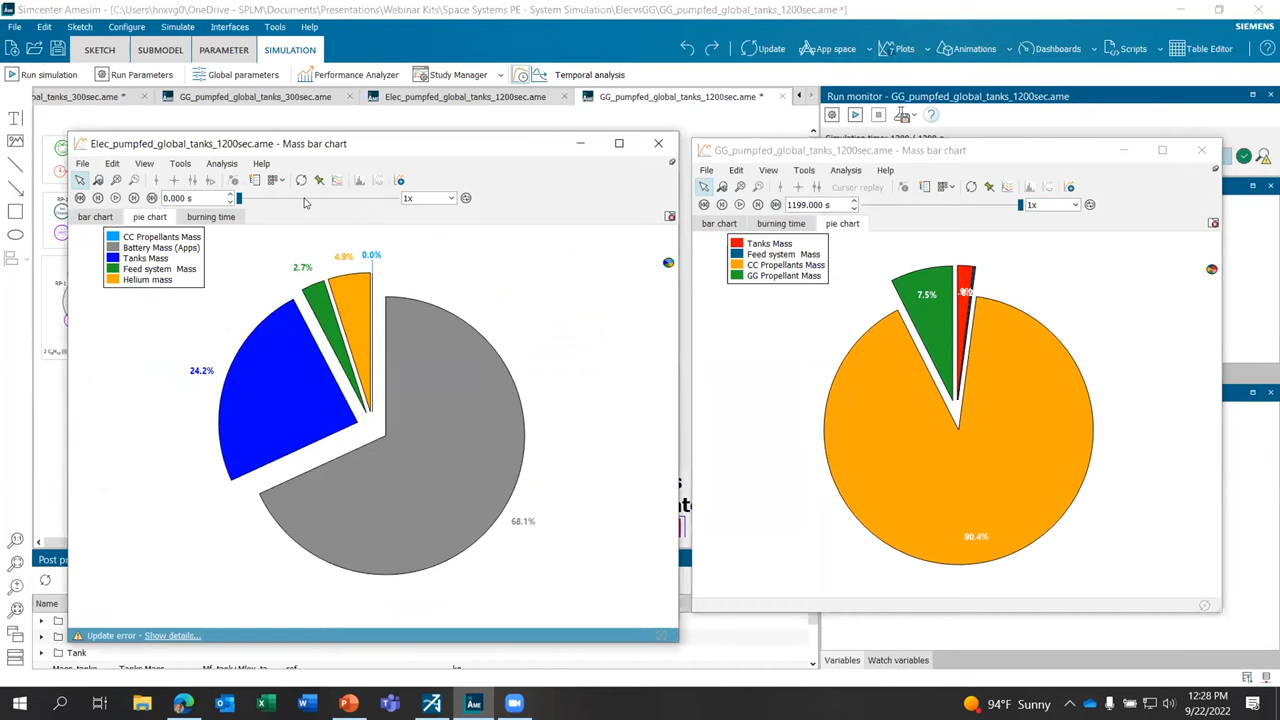 Simcenter Amesim - [C:\Users\hnxvg0\OneDrive - SPLM\Presentations\Webinar Kits\Space Systems PE - System Simulation\ElecvsGG\GG_pumpfed_global_tanks_1200sec.ame *]
File Edit Sketch Configure Simulate Interfaces Tools Help
SIEMENS
SKETCH SUBMODEL PARAMETER SIMULATION
Update App space Plots Animations Dashboards Scripts Table Editor
Run simulation Run Parameters Global parameters Performance Analyzer Study Manager Temporal analysis
bal_tanks_300sec.ame * GG_pumpfed_global_tanks_300sec.ame Elec_pumpfed_global_tanks_1200sec.ame GG_pumpfed_global_tanks_1200sec.ame *
Run monitor - GG_pumpfed_global_tanks_1200sec.ame
Elec_pumpfed_global_tanks_1200sec.ame - Mass bar chart
File Edit View Tools Analysis Help
0.000 s
1x
bar chart pie chart burning time
CC Propellants Mass
Battery Mass (Apps)
Tanks Mass
Feed system Mass
Helium mass
0.0%
4.9%
2.7%
24.2%
68.1%
Update error - Show details...
GG_pumpfed_global_tanks_1200sec.ame - Mass bar chart
File Edit View Tools Analysis Help
Cursor replay
1199.000 s
1x
bar chart burning time pie chart
Tanks Mass
Feed system Mass
CC Propellants Mass
GG Propellant Mass
7.5%
90.4%
Name
Tank
Variables Watch variables
94°F Sunny
12:28 PM
9/22/2022